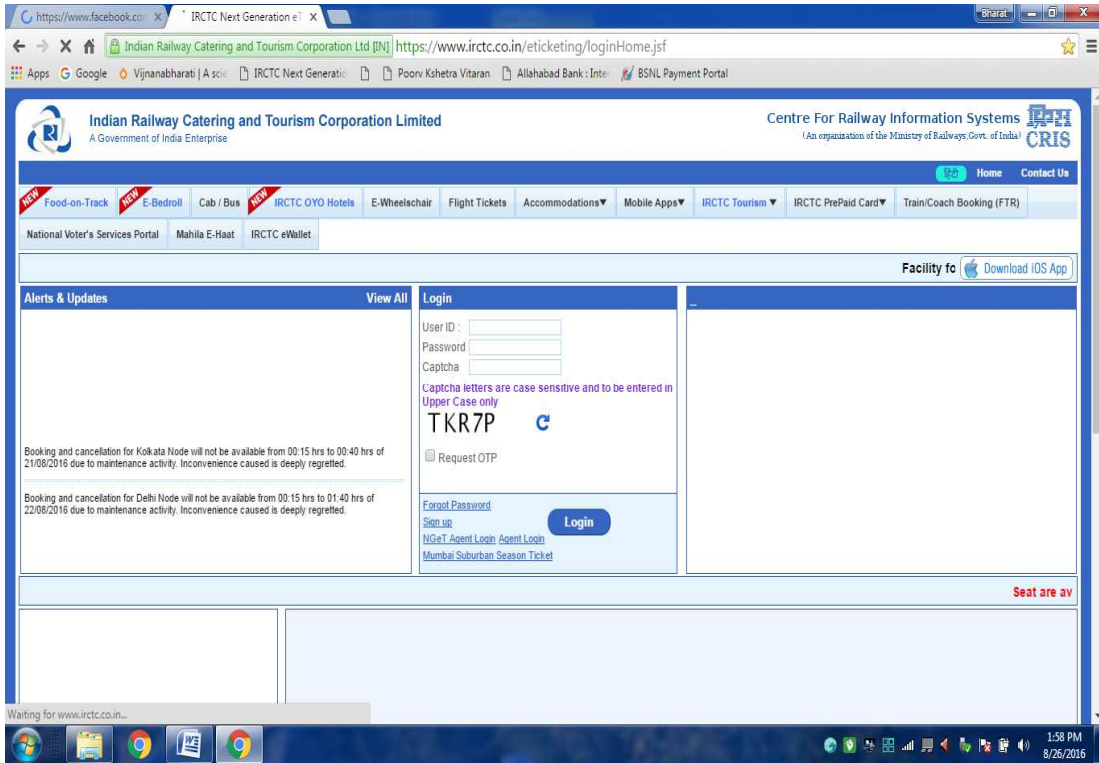 https://www.facebook.co
IRCTC Next Generation eT
Bharat
Indian Railway Catering and Tourism Corporation Ltd [IN] https://www.irctc.co.in/eticketing/loginHome.jsf
Apps Google Vijnanabharati | A scie IRCTC Next Generatio Poorv Kshetra Vitaran Allahabad Bank : Inter BSNL Payment Portal
Indian Railway Catering and Tourism Corporation Limited
A Government of India Enterprise
Centre For Railway Information Systems
(An organization of the Ministry of Railways,Govt. of India)
क्रिस
CRIS
हिंदी Home Contact Us
NEW Food-on-Track NEW E-Bedroll Cab / Bus NEW IRCTC OYO Hotels E-Wheelschair Flight Tickets Accommodations▼ Mobile Apps▼ IRCTC Tourism ▼ IRCTC PrePaid Card▼ Train/Coach Booking (FTR)
National Voter's Services Portal Mahila E-Haat IRCTC eWallet
Facility fo Download iOS App
Alerts & Updates View All
Booking and cancellation for Kolkata Node will not be available from 00:15 hrs to 00:40 hrs of
21/08/2016 due to maintenance activity. Inconvenience caused is deeply regretted.
Booking and cancellation for Delhi Node will not be available from 00:15 hrs to 01:40 hrs of
22/08/2016 due to maintenance activity. Inconvenience caused is deeply regretted.
Login
User ID :
Password
Captcha
Captcha letters are case sensitive and to be entered in
Upper Case only
TKR7P
Request OTP
Forgot Password
Sign up
NGeT Agent Login Agent Login
Mumbai Suburban Season Ticket
Login
Seat are av
Waiting for www.irctc.co.in...
1:58 PM
8/26/2016